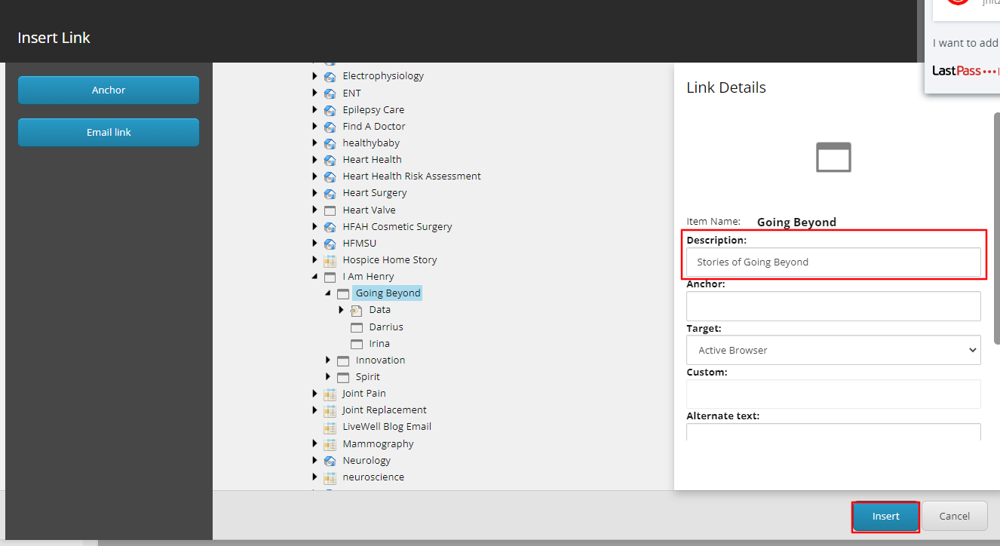 Insert Link
Anchor
Email link
Electrophysiology
ENT
Epilepsy Care
Find A Doctor
healthybaby
Heart Health
Heart Health Risk Assessment
Heart Surgery
Heart Valve
HFAH Cosmetic Surgery
HFMSU
Hospice Home Story
I Am Henry
Going Beyond
Data
Darrius
Irina
Innovation
Spirit
Joint Pain
Joint Replacement
LiveWell Blog Email
Mammography
Neurology
neuroscience
I want to add
LastPass
Link Details
Item Name: Going Beyond
Description:
Stories of Going Beyond
Anchor:
Target:
Active Browser
Custom:
Alternate text:
Insert
Cancel